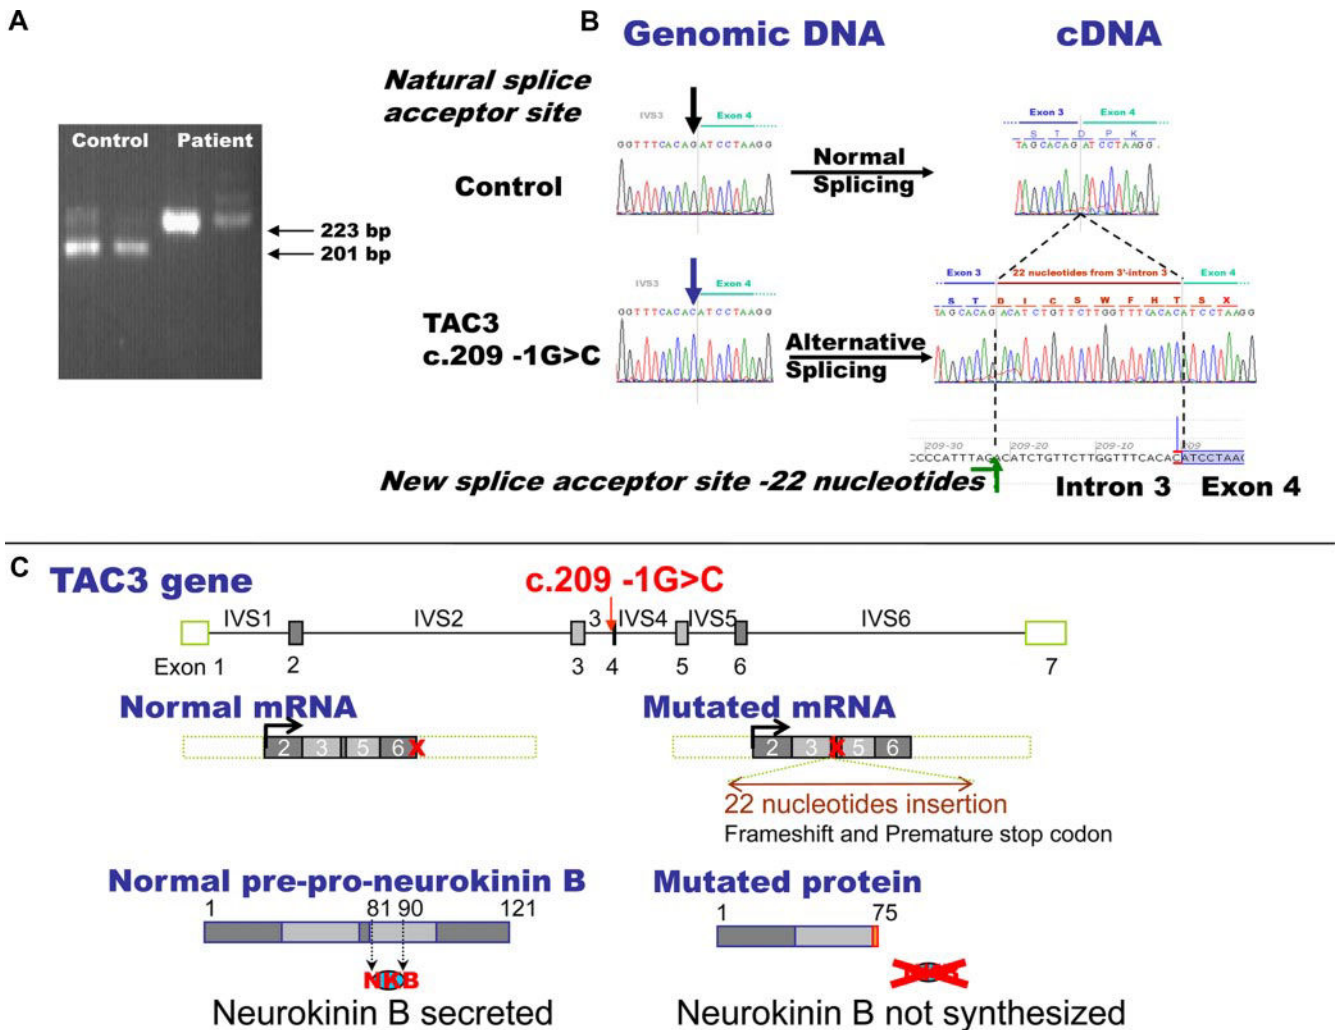 A
Control Patient
223 bp
201 bp
B
Genomic DNA
cDNA
Natural splice
acceptor site
IVS3 Exon 4
GGTTTCACAGATCCTAAGG
Control
Normal
Splicing
Exon 3 Exon 4
S T D P K
TAGCACAGATCCTAAGG
IVS3 Exon 4
GGTTTCACACATCCTAAGG
TAC3
c.209 -1G>C
Alternative
Splicing
Exon 3 22 nucleotides from 3'-intron 3 Exon 4
S T D I C S W F H T S X
TAGCACAGACATCTGTTCTTGGTTTCACACATCCTAAGG
209-30 209-20 209-10 209
CCCCATTTAGACATCTGTTCTTGGTTTCACACATCCTAAG
New splice acceptor site -22 nucleotides
Intron 3 Exon 4
C
TAC3 gene
c.209 -1G>C
IVS1 IVS2 3 IVS4 IVS5 IVS6
Exon 1 2 3 4 5 6 7
Normal mRNA
2 3 5 6 X
Mutated mRNA
2 3 X 5 6
22 nucleotides insertion
Frameshift and Premature stop codon
Normal pre-pro-neurokinin B
1 81 90 121
NKB
Neurokinin B secreted
Mutated protein
1 75
Neurokinin B not synthesized